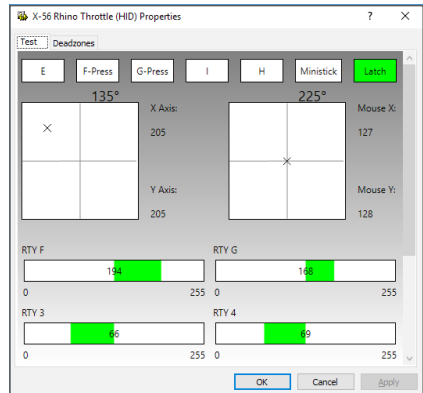 X-56 Rhino Throttle (HID) Properties ? ×
Test Deadzones
E F-Press G-Press I H Ministick Latch
135° 225°
X Axis: Mouse X:
205 127
Y Axis: Mouse Y:
205 128
RTY F RTY G
194 168
0 255 0 255
RTY 3 RTY 4
66 69
0 255 0 255
OK Cancel Apply